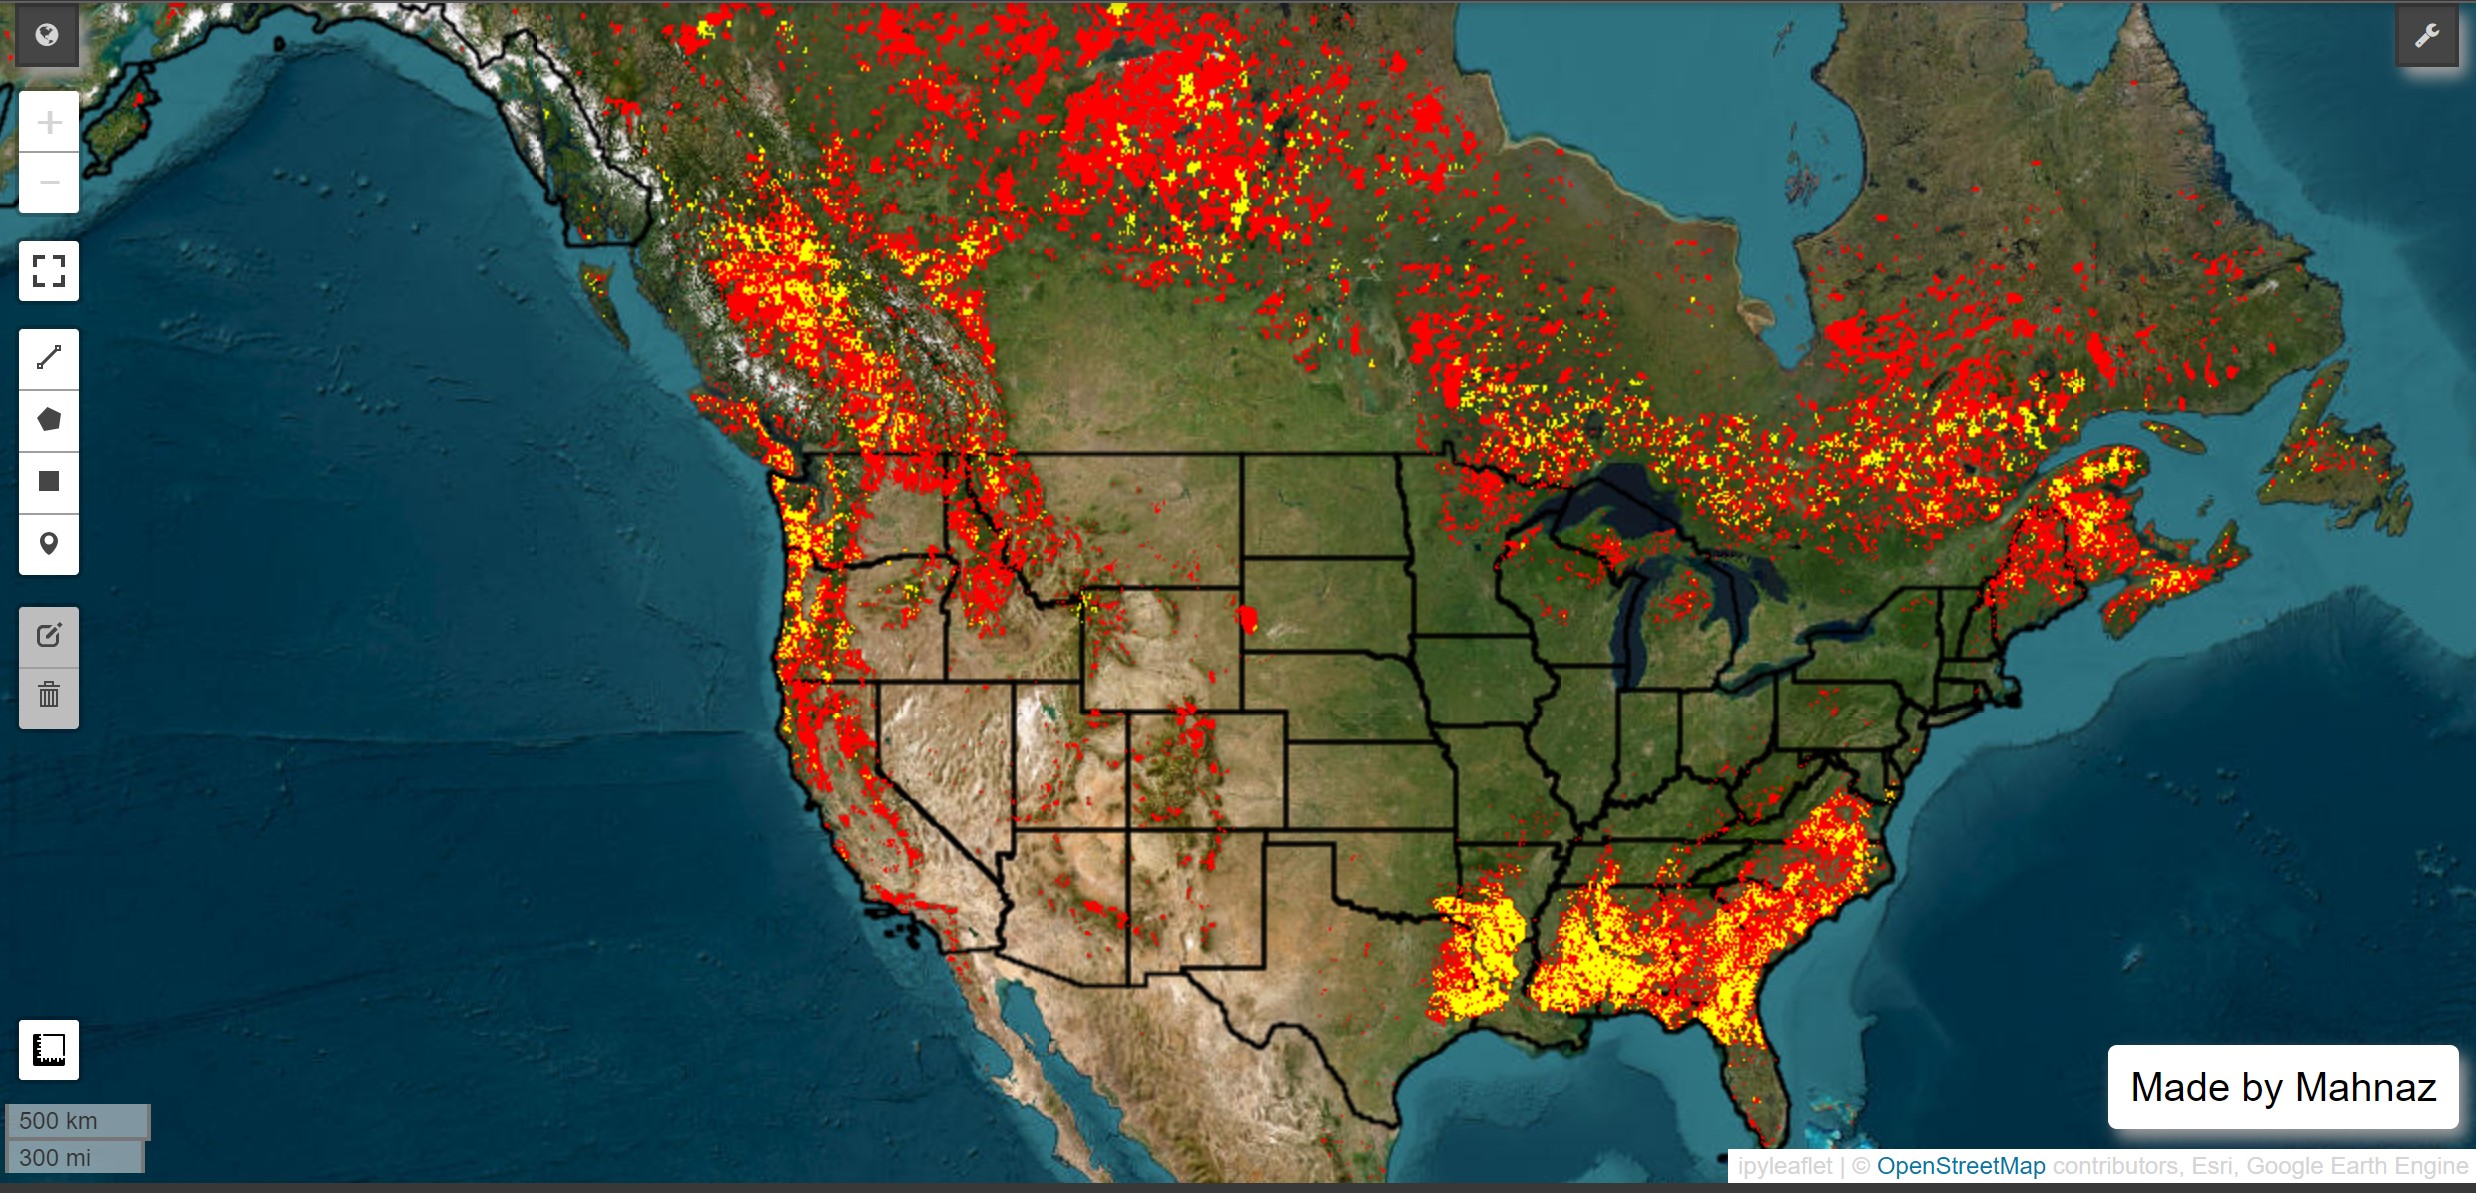 500 km
300 mi
Made by Mahnaz
ipyleaflet | © OpenStreetMap contributors, Esri, Google Earth Engine